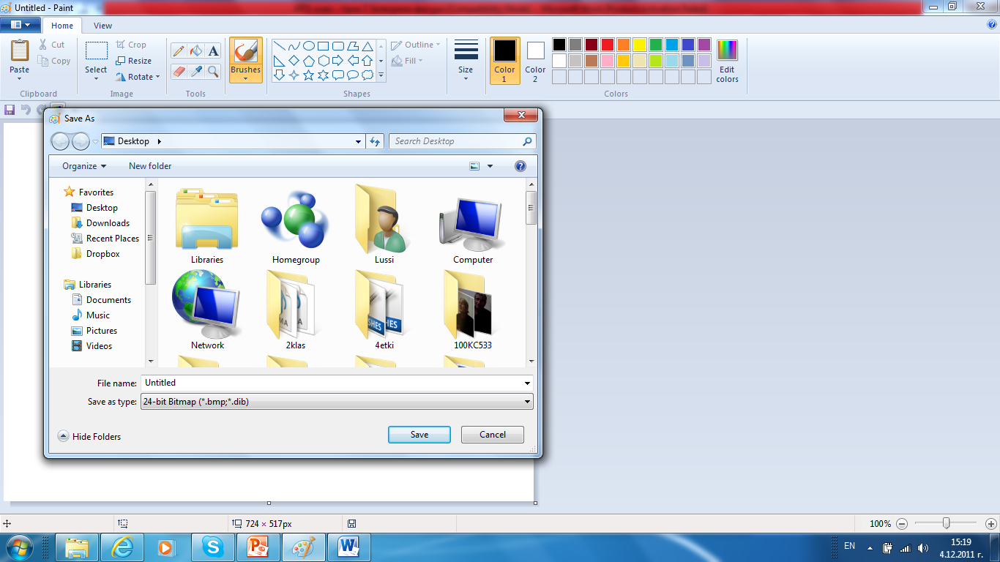 Untitled - Paint
Home View
Paste
Cut
Copy
Clipboard
Select
Crop
Resize
Rotate
Image
A
Tools
Brushes
Shapes
Outline
Fill
Size
Color 1
Color 2
Edit colors
Colors
Save As
Desktop
Search Desktop
Organize New folder
Favorites
Desktop
Downloads
Recent Places
Dropbox
Libraries
Documents
Music
Pictures
Videos
Libraries Homegroup Lussi Computer
Network 2klas 4etki 100KC533
File name: Untitled
Save as type: 24-bit Bitmap (*.bmp;*.dib)
Hide Folders Save Cancel
724 × 517px 100%
EN 15:19
4.12.2011 г.